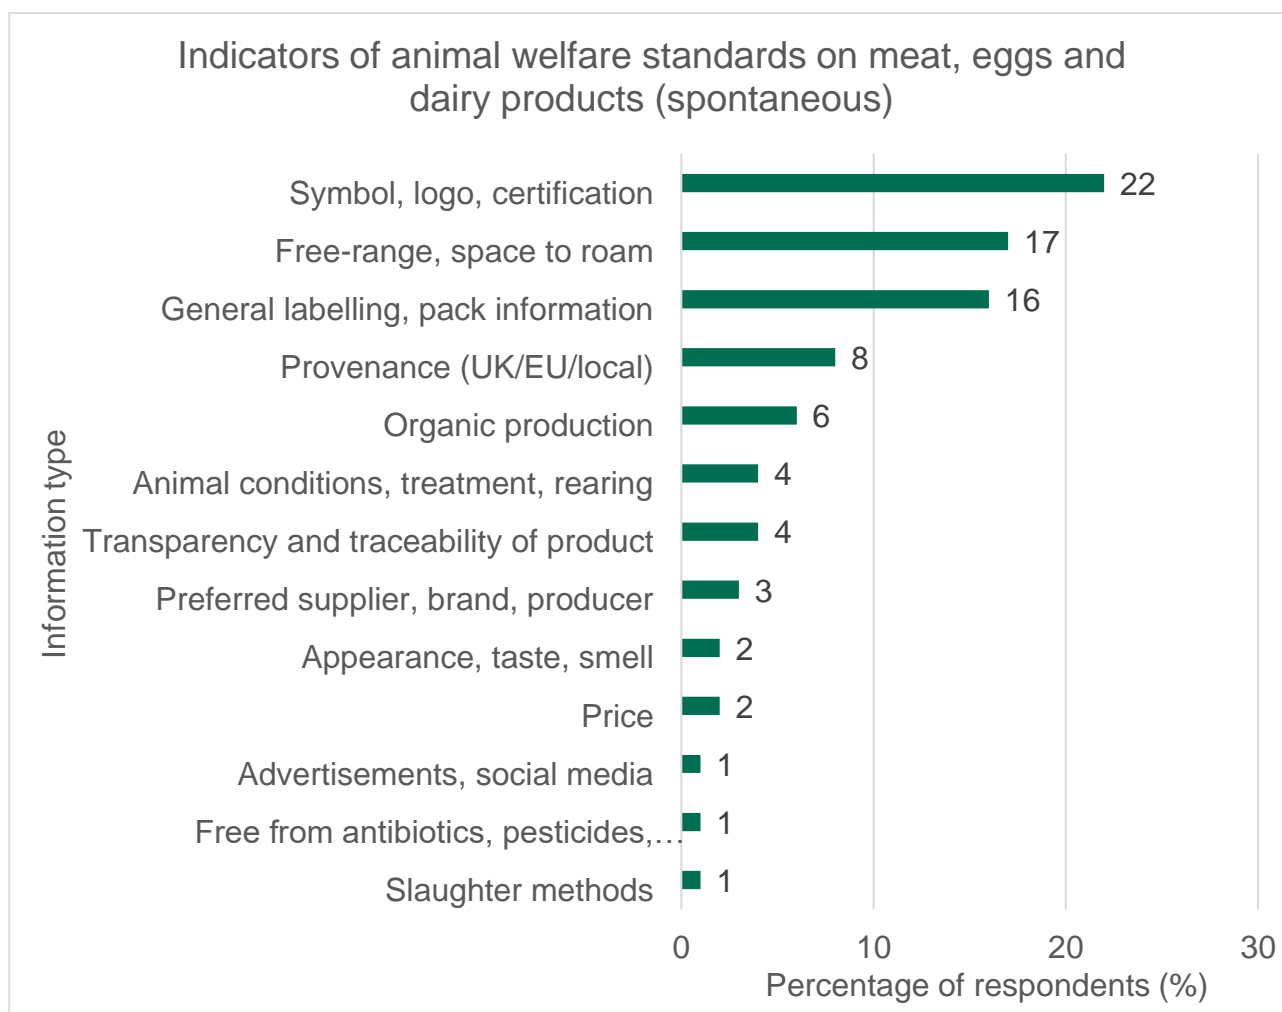 Indicators of animal welfare standards on meat, eggs and
dairy products (spontaneous)
Information type
Symbol, logo, certification 22
Free-range, space to roam 17
General labelling, pack information 16
Provenance (UK/EU/local) 8
Organic production 6
Animal conditions, treatment, rearing 4
Transparency and traceability of product 4
Preferred supplier, brand, producer 3
Appearance, taste, smell 2
Price 2
Advertisements, social media 1
Free from antibiotics, pesticides,… 1
Slaughter methods 1
0 10 20 30
Percentage of respondents (%)